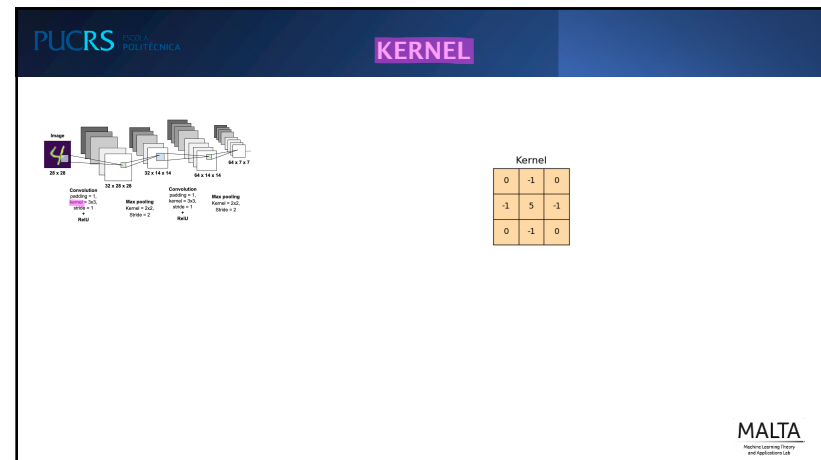 PUCRS ESCOLA
POLITÉCNICA
KERNEL
Image
28 x 28
32 x 28 x 28
32 x 14 x 14
64 x 14 x 14
64 x 7 x 7
Convolution
padding = 1,
kernel = 3x3,
stride = 1
+
RelU
Max pooling
Kernel = 2x2,
Stride = 2
Convolution
padding = 1,
kernel = 3x3,
stride = 1
+
RelU
Max pooling
Kernel = 2x2,
Stride = 2
Kernel
0 -1 0
-1 5 -1
0 -1 0
MALTA
Machine Learning Theory
and Applications Lab